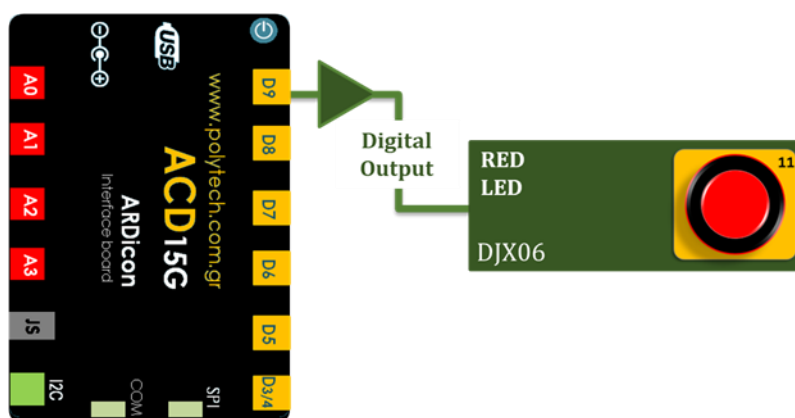 USB
A0
A1
A2
A3
JS
I2C
www.polytech.com.gr
ACD15G
ARDicon
Interface board
COM
SPI
D9
D8
D7
D6
D5
D3/4
Digital
Output
RED
LED
DJX06
11